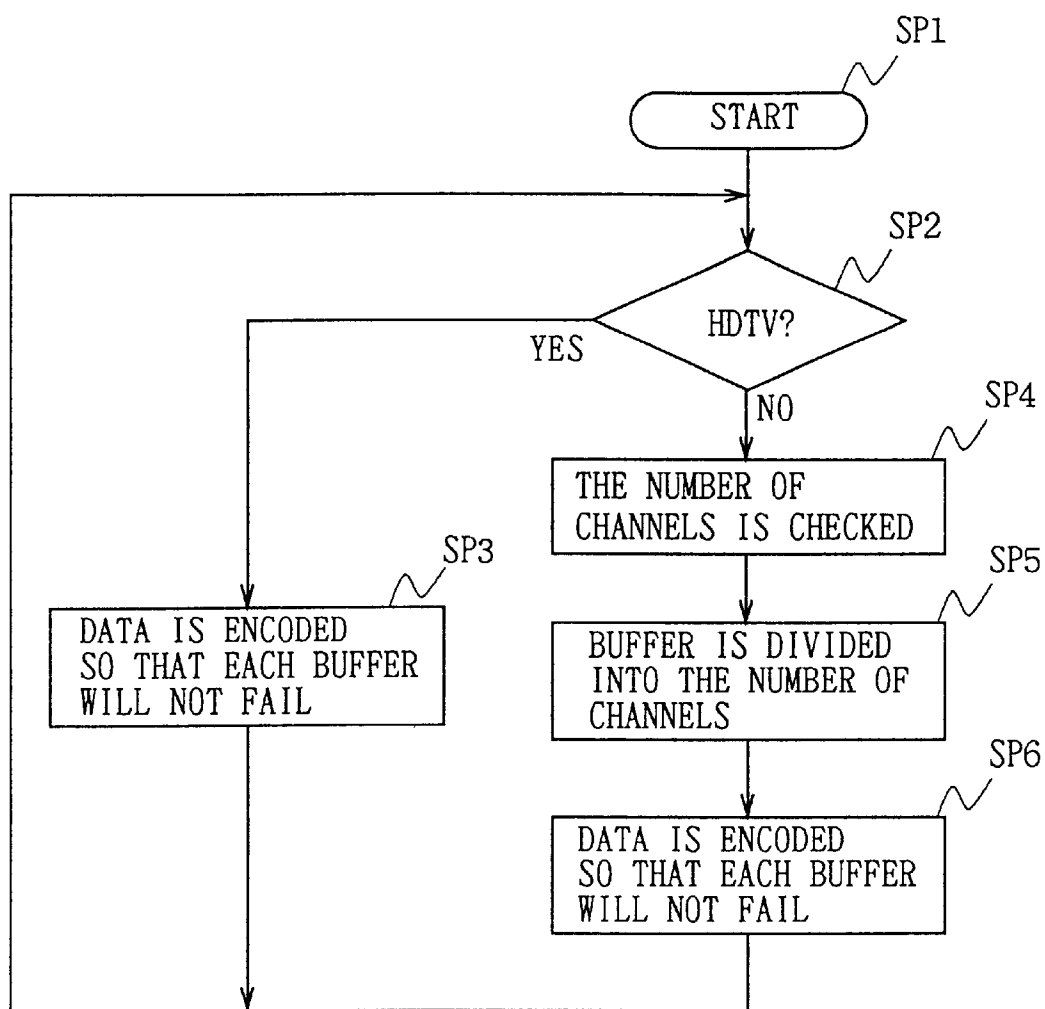 SP1
START
SP2
HDTV?
YES
NO
SP4
THE NUMBER OF
CHANNELS IS CHECKED
SP3
DATA IS ENCODED
SO THAT EACH BUFFER
WILL NOT FAIL
SP5
BUFFER IS DIVIDED
INTO THE NUMBER OF
CHANNELS
SP6
DATA IS ENCODED
SO THAT EACH BUFFER
WILL NOT FAIL